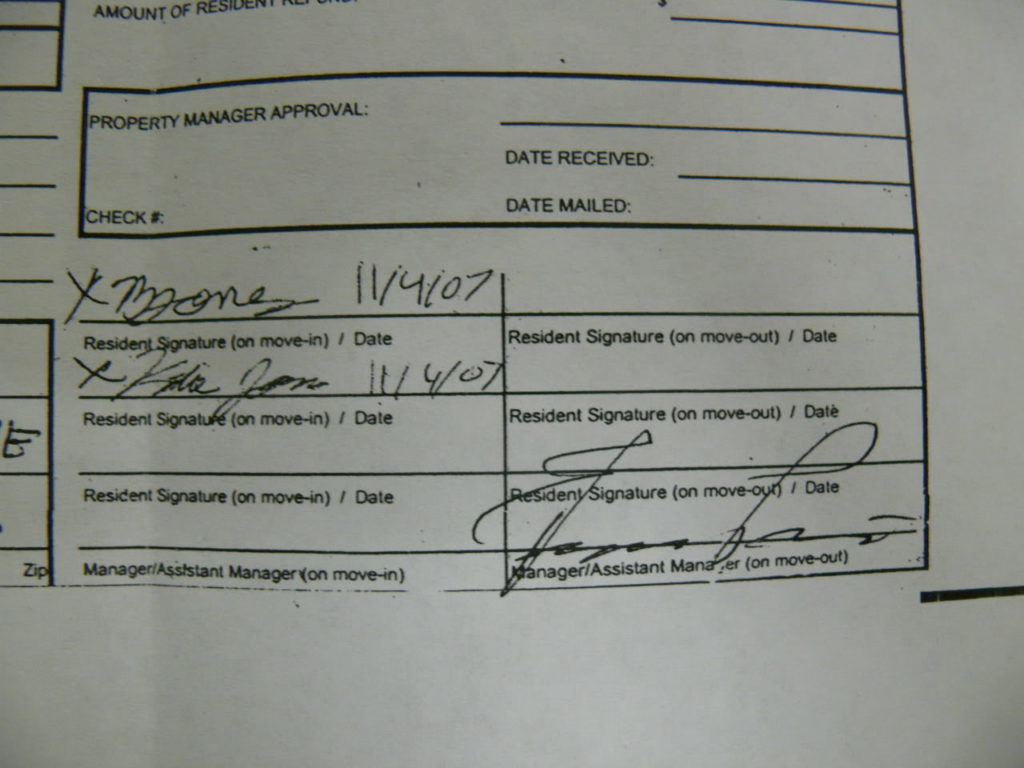 AMOUNT OF RESIDENT REFUND: $
PROPERTY MANAGER APPROVAL:
DATE RECEIVED:
CHECK #: DATE MAILED:
X 11/4/07
Resident Signature (on move-in) / Date Resident Signature (on move-out) / Date
X 11/4/07
Resident Signature (on move-in) / Date Resident Signature (on move-out) / Date
E
Resident Signature (on move-in) / Date Resident Signature (on move-out) / Date
Zip Manager/Assistant Manager (on move-in) Manager/Assistant Manager (on move-out)